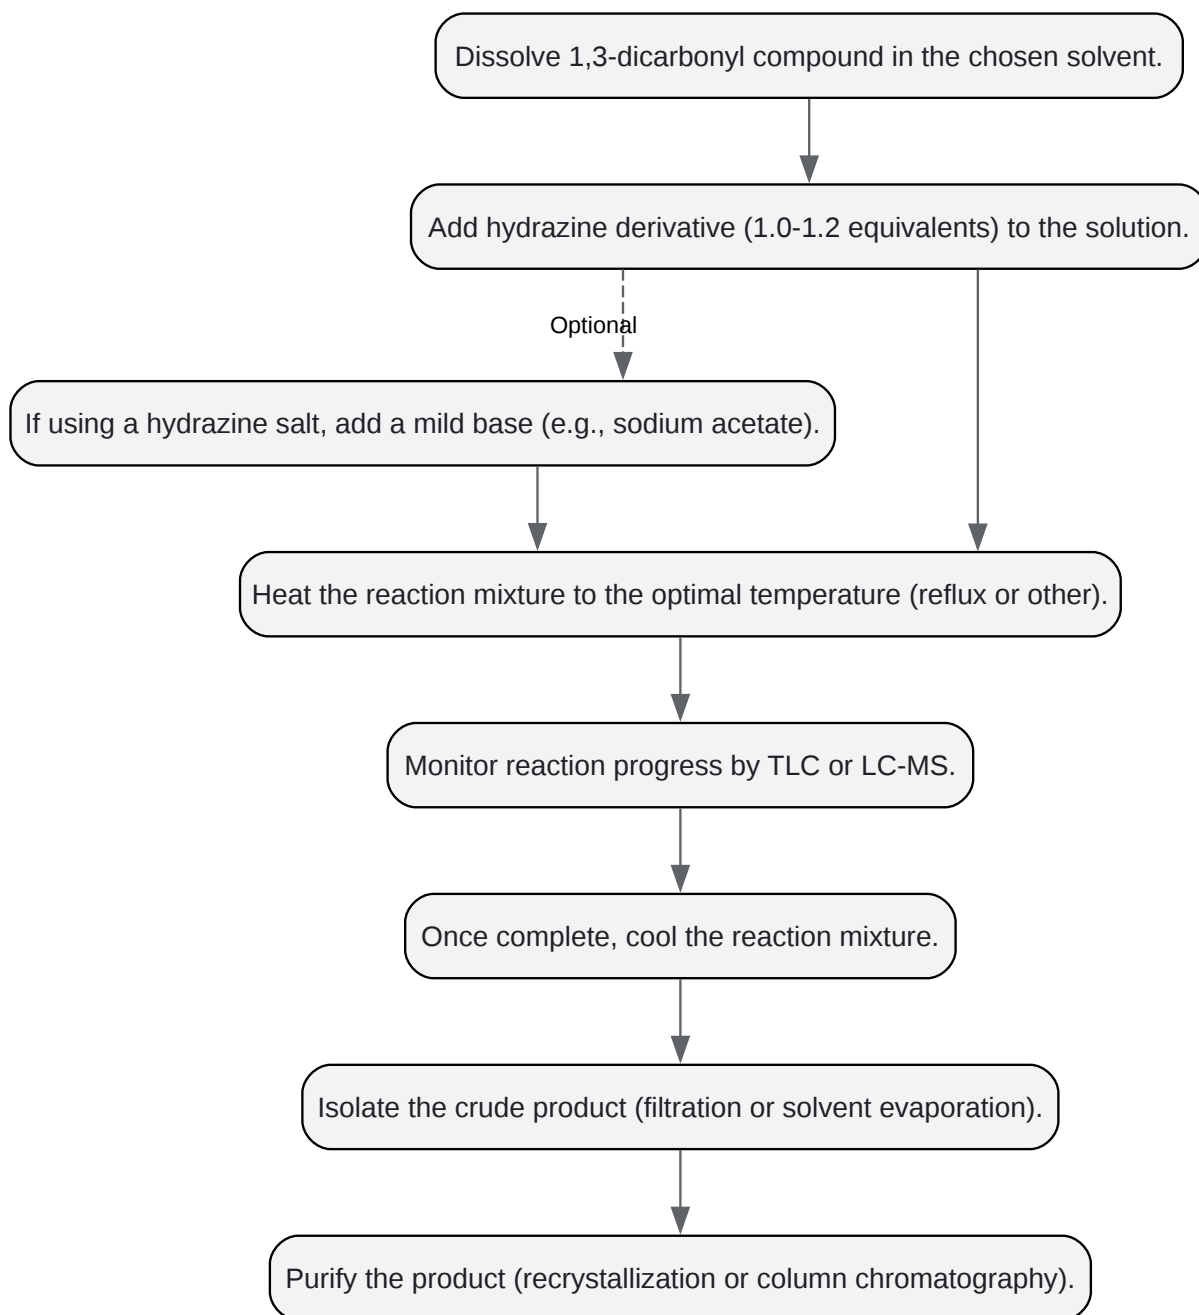 Dissolve 1,3-dicarbonyl compound in the chosen solvent.
Add hydrazine derivative (1.0-1.2 equivalents) to the solution.
Optional
If using a hydrazine salt, add a mild base (e.g., sodium acetate).
Heat the reaction mixture to the optimal temperature (reflux or other).
Monitor reaction progress by TLC or LC-MS.
Once complete, cool the reaction mixture.
Isolate the crude product (filtration or solvent evaporation).
Purify the product (recrystallization or column chromatography).